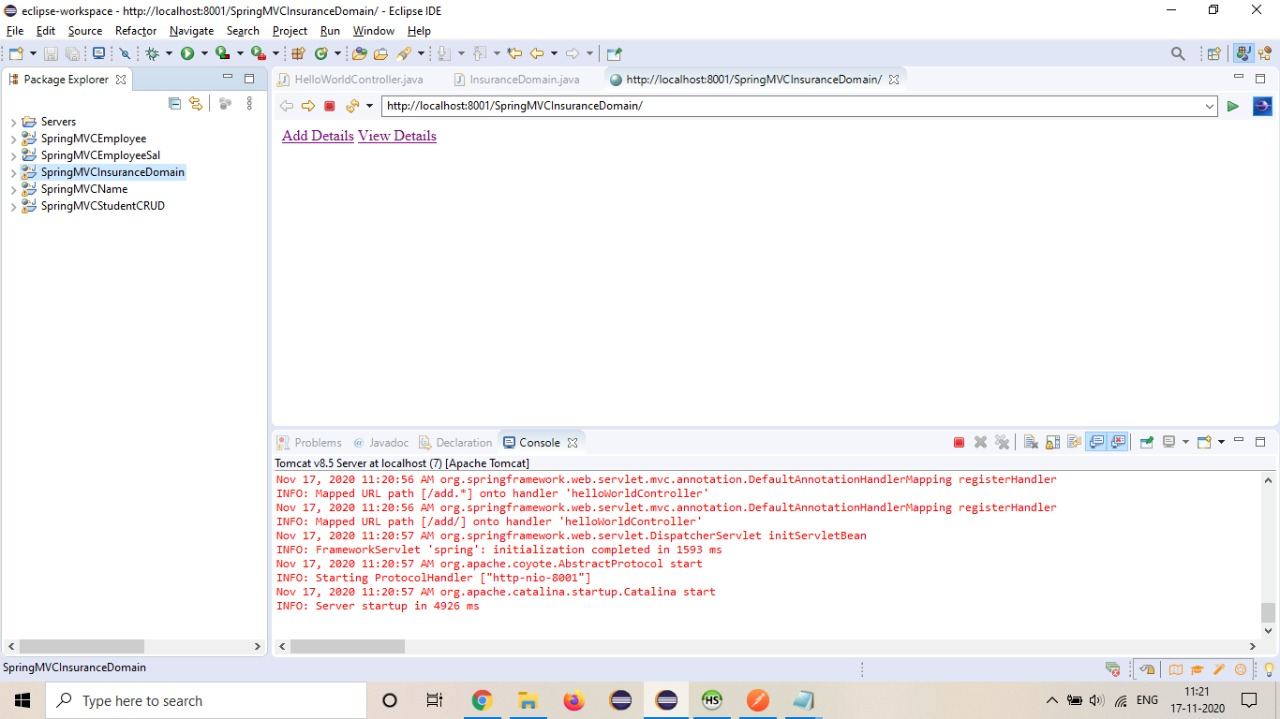 eclipse-workspace - http://localhost:8001/SpringMVCInsuranceDomain/ - Eclipse IDE
File Edit Source Refactor Navigate Search Project Run Window Help
Package Explorer
HelloWorldController.java
InsuranceDomain.java
http://localhost:8001/SpringMVCInsuranceDomain/
http://localhost:8001/SpringMVCInsuranceDomain/
Servers
SpringMVCEmployee
SpringMVCEmployeeSal
SpringMVCInsuranceDomain
SpringMVCName
SpringMVCStudentCRUD
Add Details View Details
Problems @ Javadoc Declaration Console
Tomcat v8.5 Server at localhost (7) [Apache Tomcat]
Nov 17, 2020 11:20:56 AM org.springframework.web.servlet.mvc.annotation.DefaultAnnotationHandlerMapping registerHandler
INFO: Mapped URL path [/add.*] onto handler 'helloWorldController'
Nov 17, 2020 11:20:56 AM org.springframework.web.servlet.mvc.annotation.DefaultAnnotationHandlerMapping registerHandler
INFO: Mapped URL path [/add/] onto handler 'helloWorldController'
Nov 17, 2020 11:20:57 AM org.springframework.web.servlet.DispatcherServlet initServletBean
INFO: FrameworkServlet 'spring': initialization completed in 1593 ms
Nov 17, 2020 11:20:57 AM org.apache.coyote.AbstractProtocol start
INFO: Starting ProtocolHandler ["http-nio-8001"]
Nov 17, 2020 11:20:57 AM org.apache.catalina.startup.Catalina start
INFO: Server startup in 4926 ms
SpringMVCInsuranceDomain
Type here to search
HS
ENG
11:21
17-11-2020